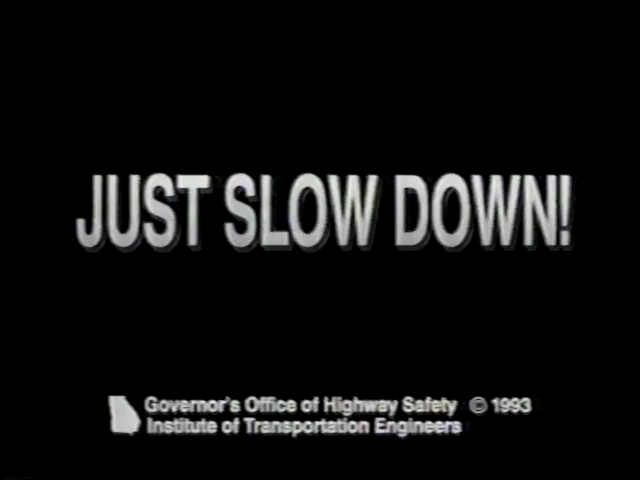 JUST SLOW DOWN!
Governor's Office of Highway Safety © 1993
Institute of Transportation Engineers